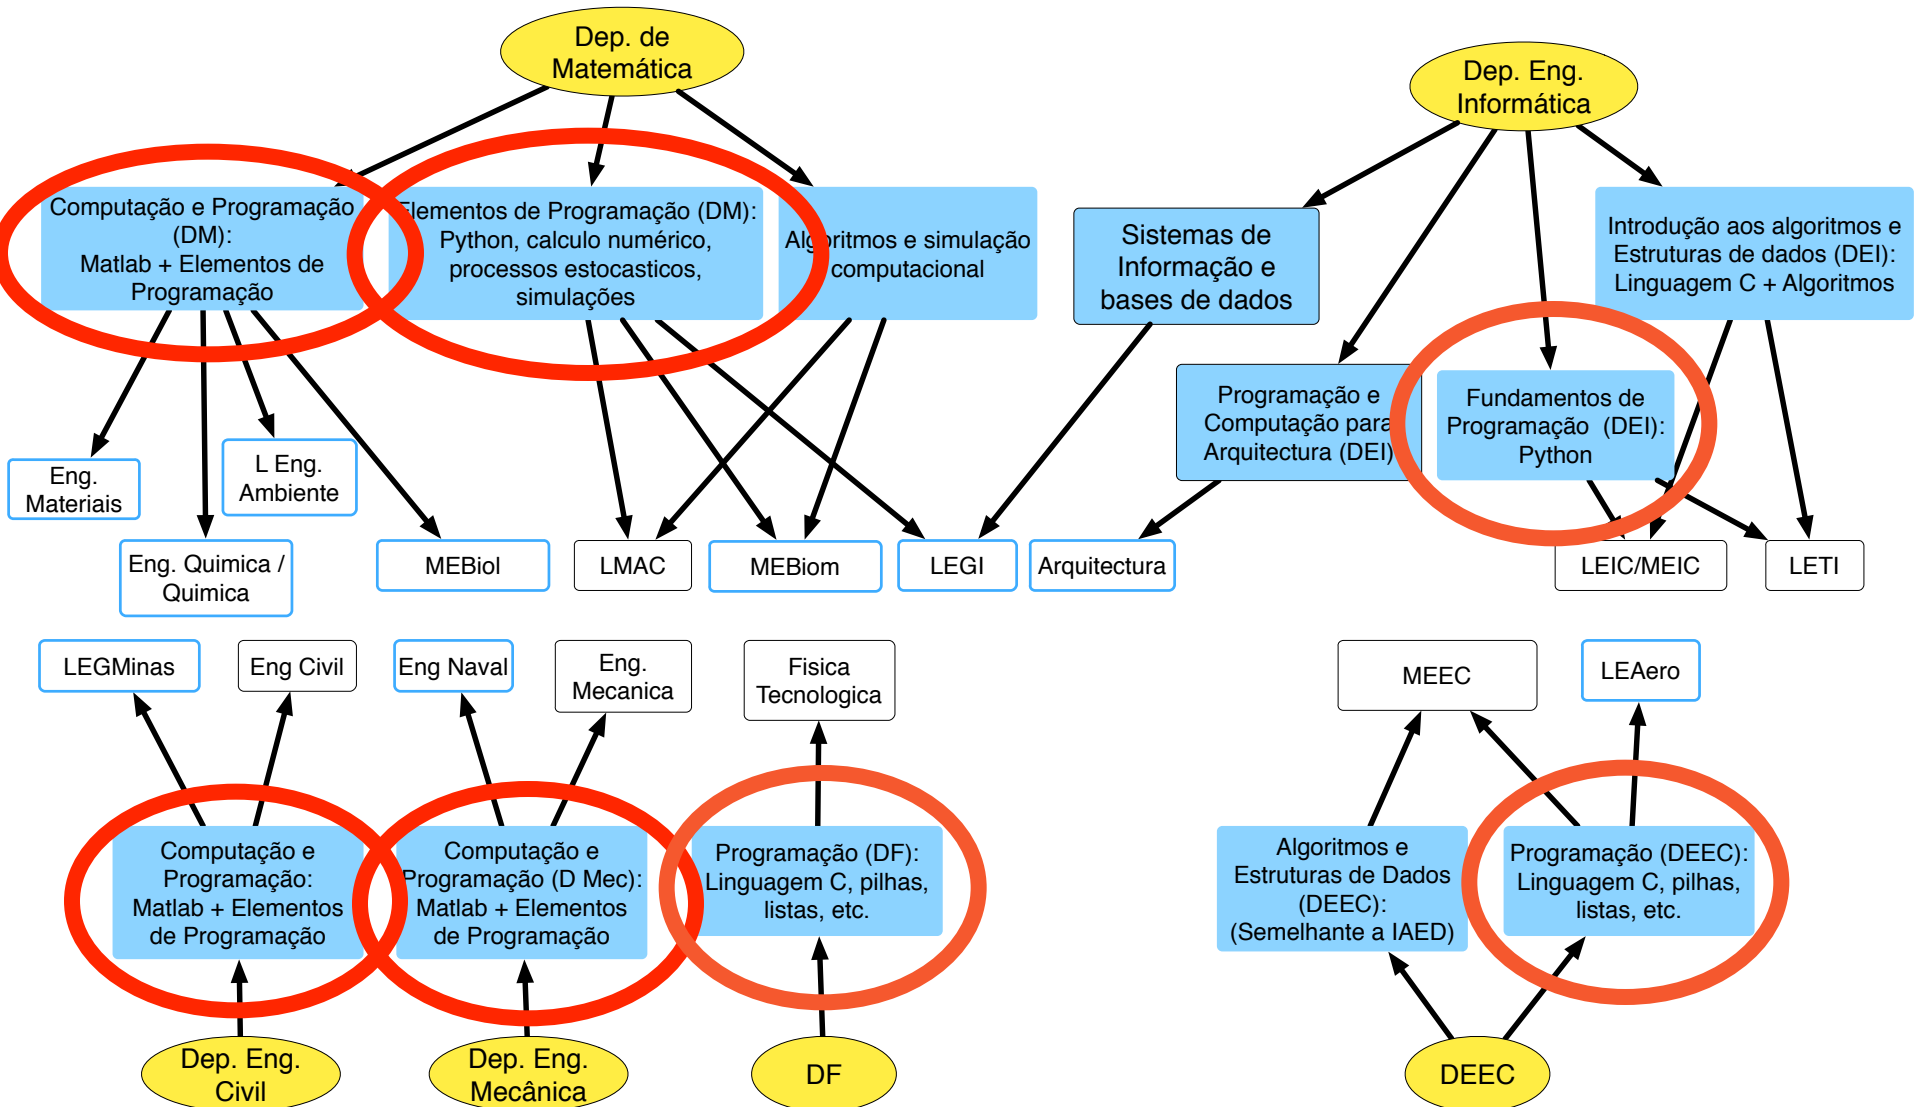 Dep. de
Matemática
Dep. Eng.
Informática
Computação e Programação
(DM):
Matlab + Elementos de
Programação
Elementos de Programação (DM):
Python, calculo numérico,
processos estocasticos,
simulações
Algoritmos e simulação
computacional
Sistemas de
Informação e
bases de dados
Introdução aos algoritmos e
Estruturas de dados (DEI):
Linguagem C + Algoritmos
Programação e
Computação para
Arquitectura (DEI)
Fundamentos de
Programação (DEI):
Python
Eng.
Materiais
L Eng.
Ambiente
Eng. Quimica /
Quimica
MEBiol
LMAC
MEBiom
LEGI
Arquitectura
LEIC/MEIC
LETI
LEGMinas
Eng Civil
Eng Naval
Eng.
Mecanica
Fisica
Tecnologica
MEEC
LEAero
Computação e
Programação:
Matlab + Elementos
de Programação
Computação e
Programação (D Mec):
Matlab + Elementos
de Programação
Programação (DF):
Linguagem C, pilhas,
listas, etc.
Algoritmos e
Estruturas de Dados
(DEEC):
(Semelhante a IAED)
Programação (DEEC):
Linguagem C, pilhas,
listas, etc.
Dep. Eng.
Civil
Dep. Eng.
Mecânica
DF
DEEC